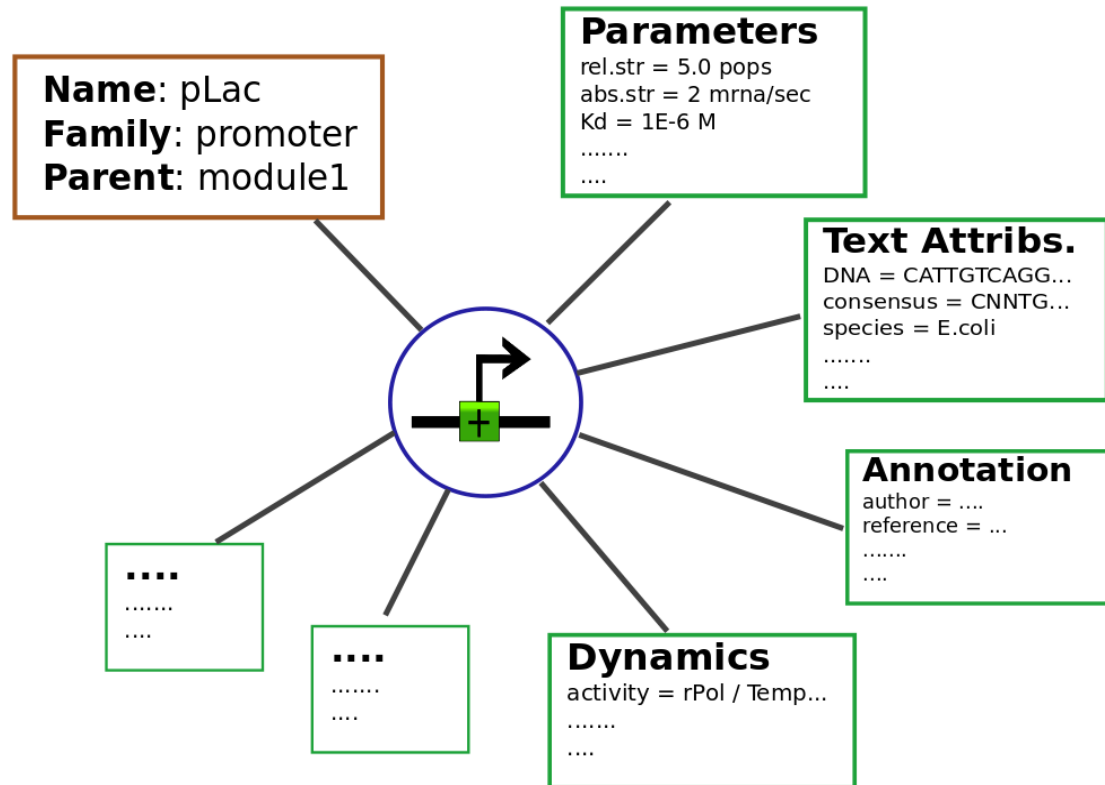 Name: pLac
Family: promoter
Parent: module1
Parameters
rel.str = 5.0 pops
abs.str = 2 mrna/sec
Kd = 1E-6 M
.......
....
Text Attribs.
DNA = CATTGTCAGG...
consensus = CNNTG...
species = E.coli
.......
....
+
Annotation
author = ....
reference = ...
.......
....
....
.......
....
....
.......
....
Dynamics
activity = rPol / Temp...
.......
....